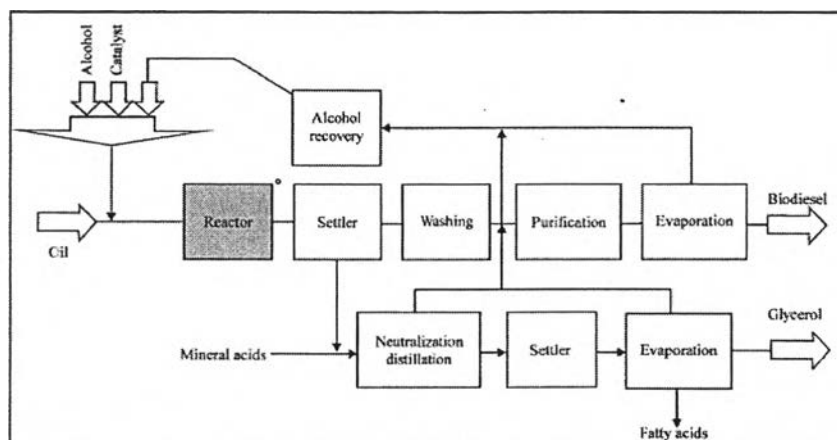 Alcohol
Catalyst
Alcohol
recovery
Reactor
Settler
Washing
Purification
Evaporation
Biodiesel
Oil
Glycerol
Mineral acids
Neutralization
distillation
Settler
Evaporation
Fatty acids